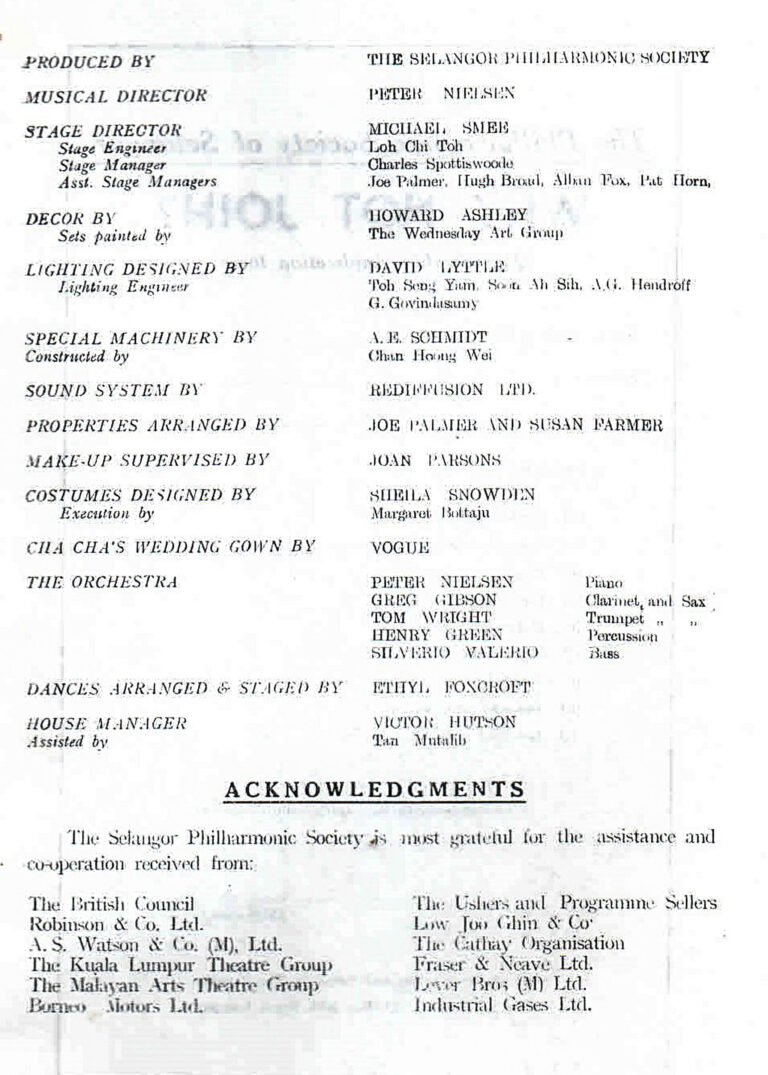 PRODUCED BY THE SELANGOR PHILHARMONIC SOCIETY
MUSICAL DIRECTOR PETER NIELSEN
STAGE DIRECTOR MICHAEL SMEE
Stage Engineer Loh Chi Toh
Stage Manager Charles Spottiswoode
Asst. Stage Managers Joe Palmer, Hugh Broad, Alban Fox, Pat Horn,
DECOR BY HOWARD ASHLEY
Sets painted by The Wednesday Art Group
LIGHTING DESIGNED BY DAVID LYTTLE
Lighting Engineer Toh Seng Yam, Soon Ah Sih, A.G. Hendroff
G. Govindasamy
SPECIAL MACHINERY BY A. E. SCHMIDT
Constructed by Chan Hoong Wei
SOUND SYSTEM BY REDIFFUSION LTD.
PROPERTIES ARRANGED BY JOE PALMER AND SUSAN FARMER
MAKE-UP SUPERVISED BY JOAN PARSONS
COSTUMES DESIGNED BY SHEILA SNOWDEN
Execution by Margaret Bottaju
CHA CHA'S WEDDING GOWN BY VOGUE
THE ORCHESTRA PETER NIELSEN Piano
GREG GIBSON Clarinet, and Sax
TOM WRIGHT Trumpet „ „
HENRY GREEN Percussion
SILVERIO VALERIO Bass
DANCES ARRANGED & STAGED BY ETHYL FOXCROFT
HOUSE MANAGER VICTOR HUTSON
Assisted by Tan Mutalib
ACKNOWLEDGMENTS
The Selangor Philharmonic Society is most grateful for the assistance and
co-operation received from:
The British Council The Ushers and Programme Sellers
Robinson & Co. Ltd. Low Joo Ghin & Co
A. S. Watson & Co. (M), Ltd. The Cathay Organisation
The Kuala Lumpur Theatre Group Fraser & Neave Ltd.
The Malayan Arts Theatre Group Lever Bros (M) Ltd.
Borneo Motors Ltd. Industrial Gases Ltd.